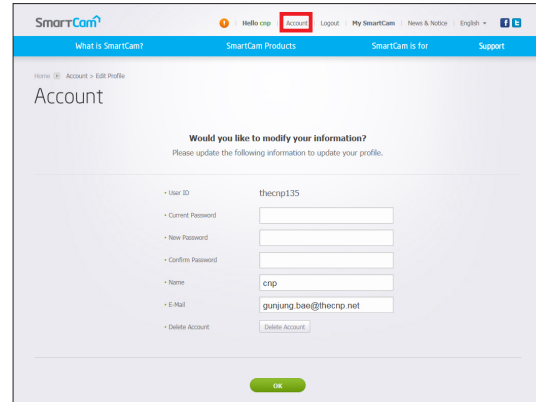 SmartCam
! Hello cnp Account Logout My SmartCam News & Notice English
What is SmartCam? SmartCam Products SmartCam is for Support
Home Account > Edit Profile
Account
Would you like to modify your information?
Please update the following information to update your profile.
• User ID thecnp135
• Current Password
• New Password
• Confirm Password
• Name cnp
• E-Mail gunjung.bae@thecnp.net
• Delete Account Delete Account
OK